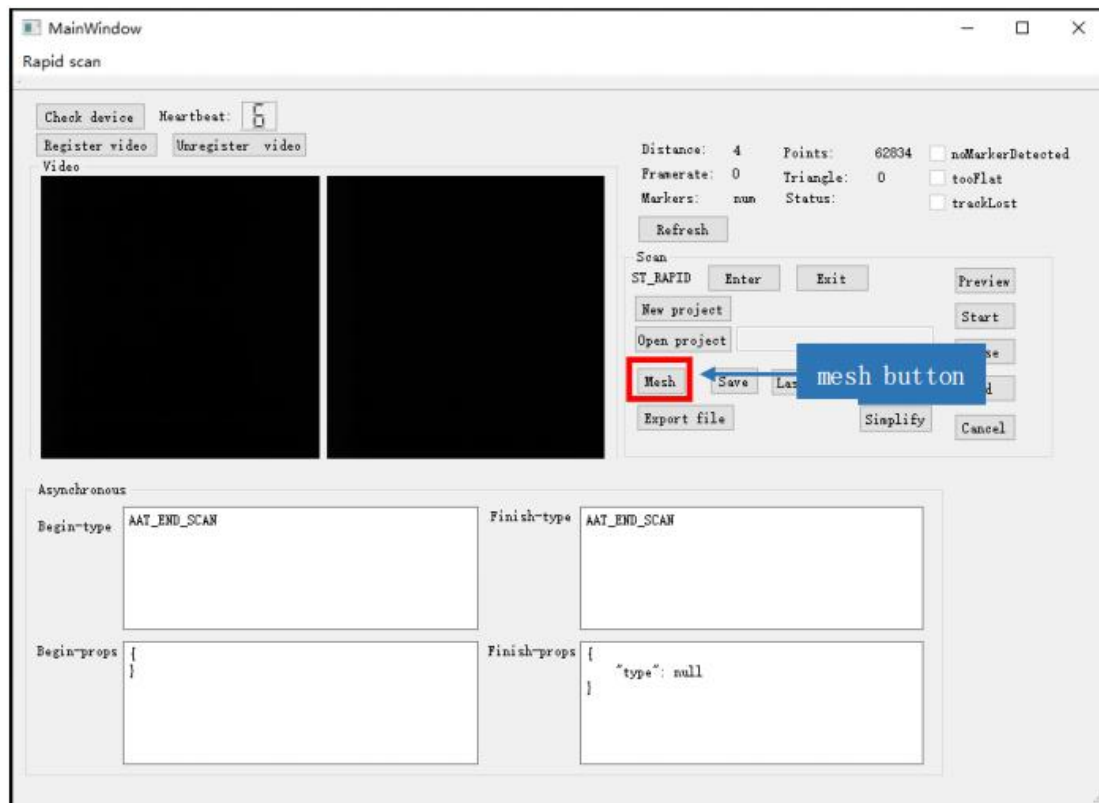 MainWindow
Rapid scan
Check device Heartbeat: 6
Register video Unregister video
Video
Distance: 4 Points: 62834 noMarkerDetected
Framerate: 0 Triangle: 0 tooFlat
Markers: num Status: trackLost
Refresh
Scan
ST_RAPID Enter Exit Preview
New project Start
Open project
Mesh Save mesh button
Export file Simplify Cancel
Asynchronous
Begin-type AAT_END_SCAN Finish-type AAT_END_SCAN
Begin-props { Finish-props {
} "type": null
}